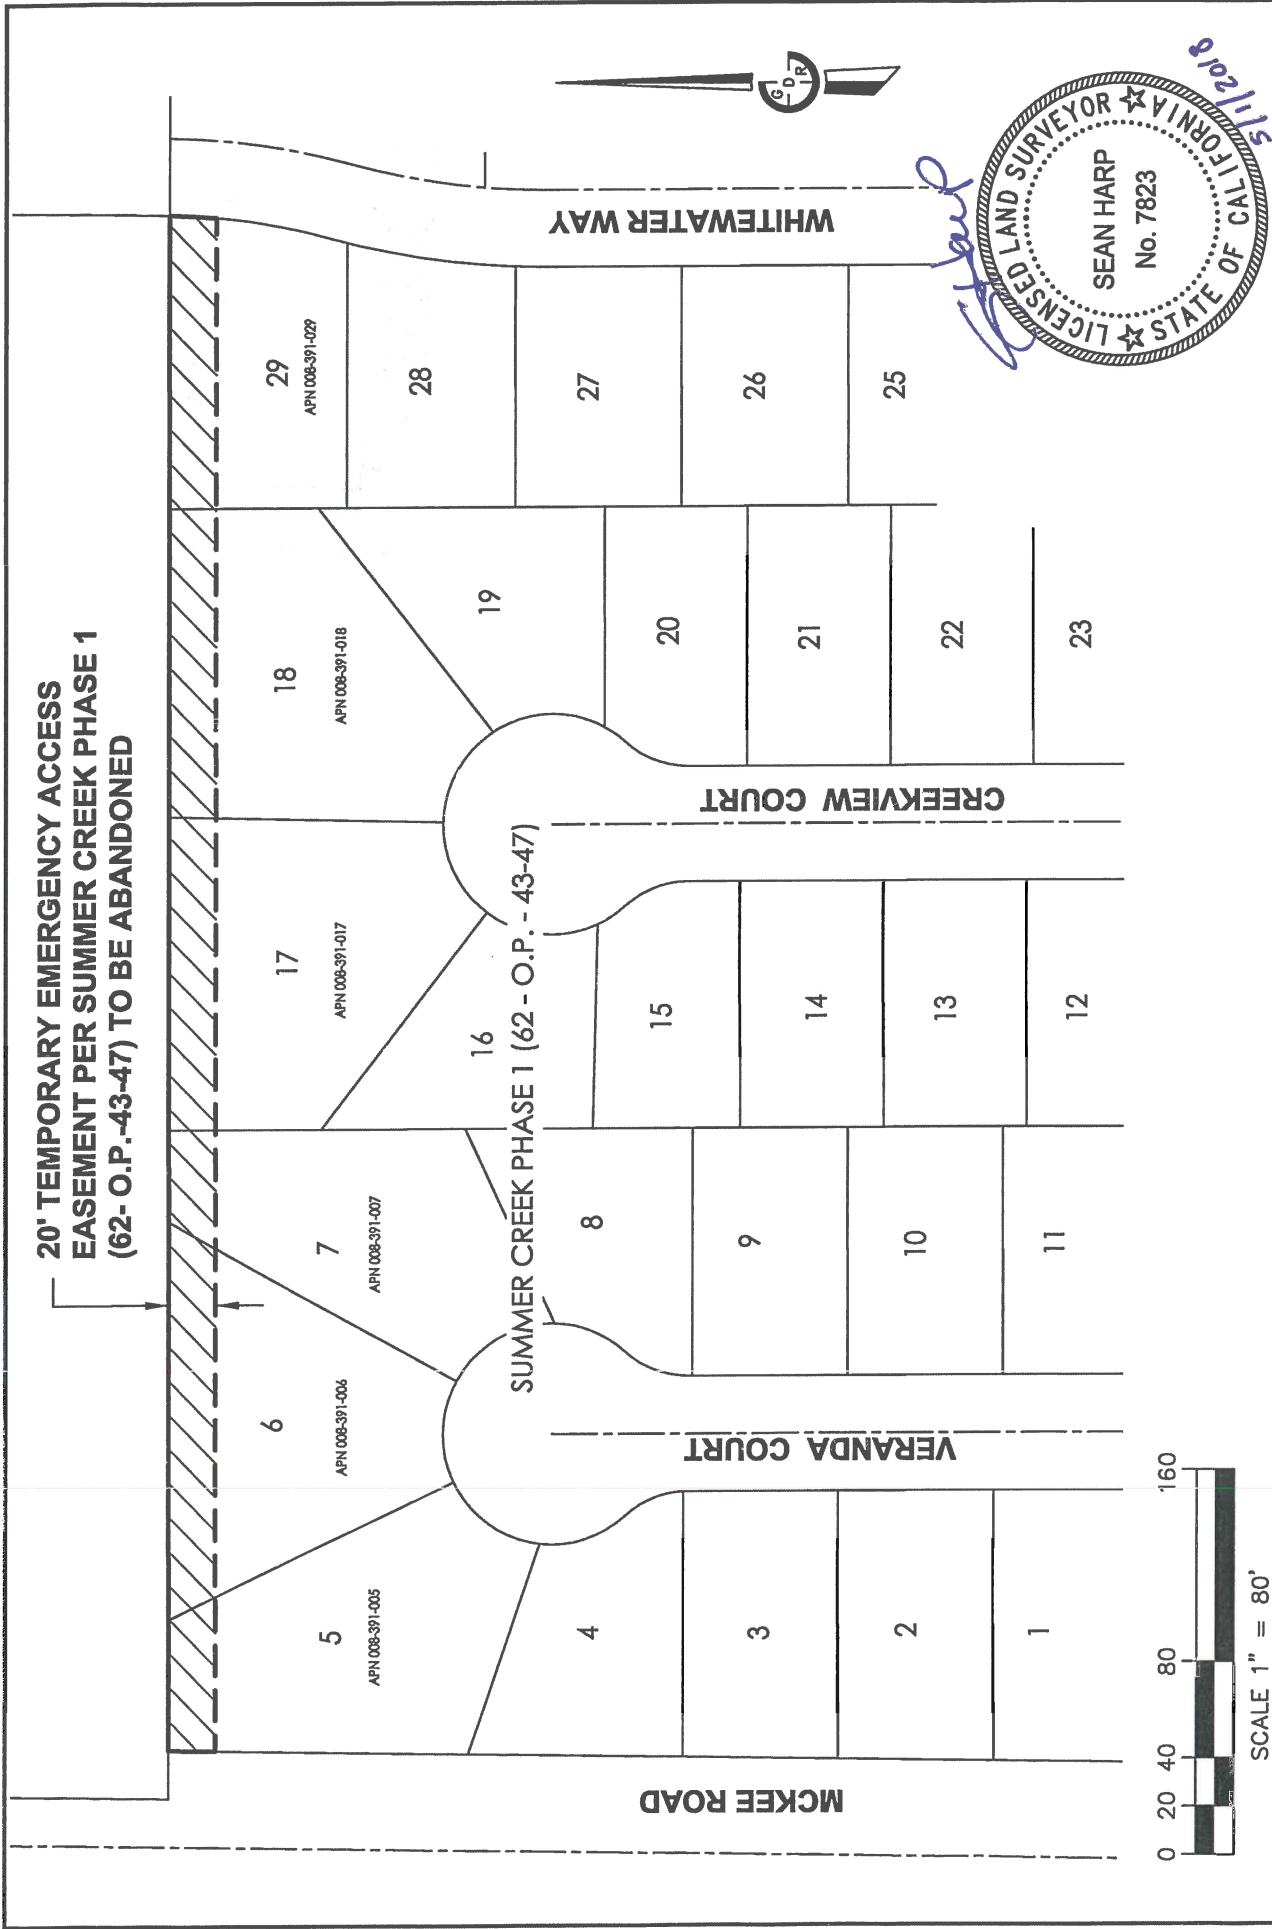 20' TEMPORARY EMERGENCY ACCESS
EASEMENT PER SUMMER CREEK PHASE 1
(62- O.P.-43-47) TO BE ABANDONED
5
APN 008-391-005
6
APN 008-391-006
7
APN 008-391-007
17
APN 008-391-017
18
APN 008-391-018
29
APN 008-391-029
4
3
2
1
8
9
10
11
16
15
14
13
12
19
20
21
22
23
28
27
26
25
SUMMER CREEK PHASE 1 (62 - O.P. - 43-47)
MCKEE ROAD
VERANDA COURT
CREEKVIEW COURT
WHITEWATER WAY
G D R
LICENSED LAND SURVEYOR
SEAN HARP
No. 7823
STATE OF CALIFORNIA
5/1/2018
0 20 40 80 160
SCALE 1" = 80'